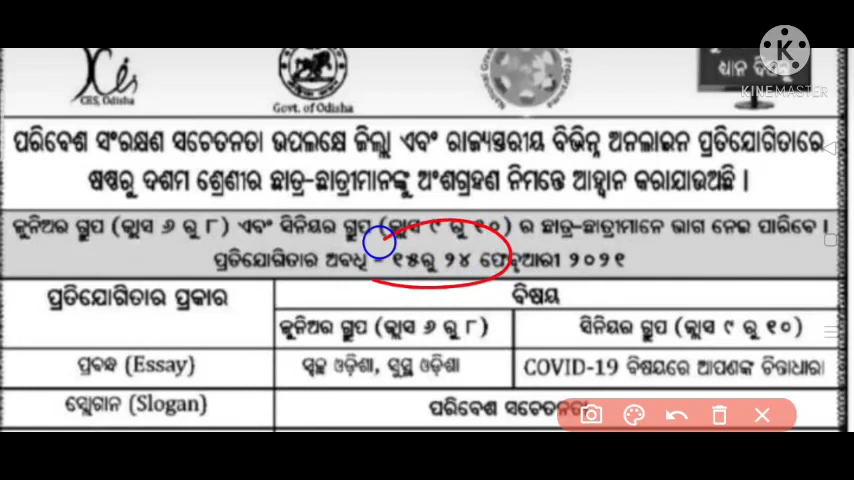 CES, Odisha
Govt. of Odisha
KINEMASTER
ପରିବେଶ ସଂରକ୍ଷଣ ସଚେତନତା ଉପଲକ୍ଷେ ଜିଲ୍ଲା ଏବଂ ରାଜ୍ୟସ୍ତରୀୟ ବିଭିନ୍ନ ଅନଲାଇନ ପ୍ରତିଯୋଗିତାରେ
ଷଷ୍ଠରୁ ଦଶମ ଶ୍ରେଣୀର ଛାତ୍ର-ଛାତ୍ରୀମାନଙ୍କୁ ଅଂଶଗ୍ରହଣ ନିମନ୍ତେ ଆହ୍ୱାନ କରାଯାଉଅଛି |
ଜୁନିଅର ଗ୍ରୁପ (କ୍ଲାସ ୬ ରୁ ୮) ଏବଂ ସିନିୟର ଗ୍ରୁପ (କ୍ଲାସ ୯ ରୁ ୧୦) ର ଛାତ୍ର-ଛାତ୍ରୀମାନେ ଭାଗ ନେଇ ପାରିବେ |
ପ୍ରତିଯୋଗିତାର ଅବଧି - ୧୫ରୁ ୨୪ ଫେବୃଆରୀ ୨୦୨୧
ପ୍ରତିଯୋଗିତାର ପ୍ରକାର
ବିଷୟ
ଜୁନିଅର ଗ୍ରୁପ (କ୍ଲାସ ୬ ରୁ ୮)
ସିନିୟର ଗ୍ରୁପ (କ୍ଲାସ ୯ ରୁ ୧୦)
ପ୍ରବନ୍ଧ (Essay)
ସ୍ୱଚ୍ଛ ଓଡ଼ିଶା, ସୁସ୍ଥ ଓଡ଼ିଶା
COVID-19 ବିଷୟରେ ଆପଣଙ୍କ ଚିନ୍ତାଧାରା
ସ୍ଲୋଗାନ (Slogan)
ପରିବେଶ ସଚେତନତା